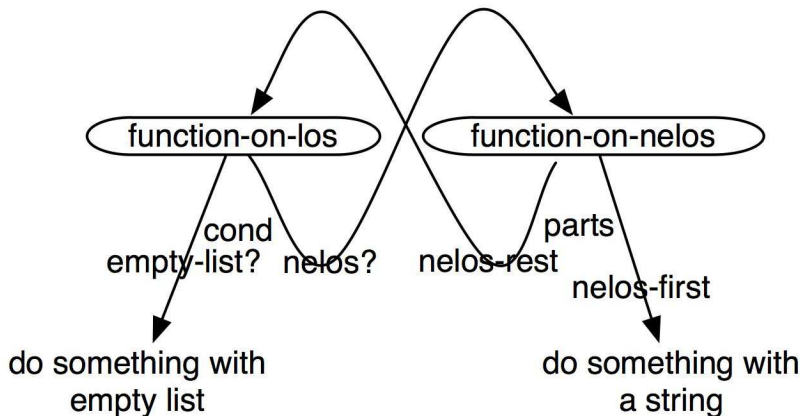 function-on-los
function-on-nelos
cond
parts
empty-list?
nelos?
nelos-rest
nelos-first
do something with
empty list
do something with
a string